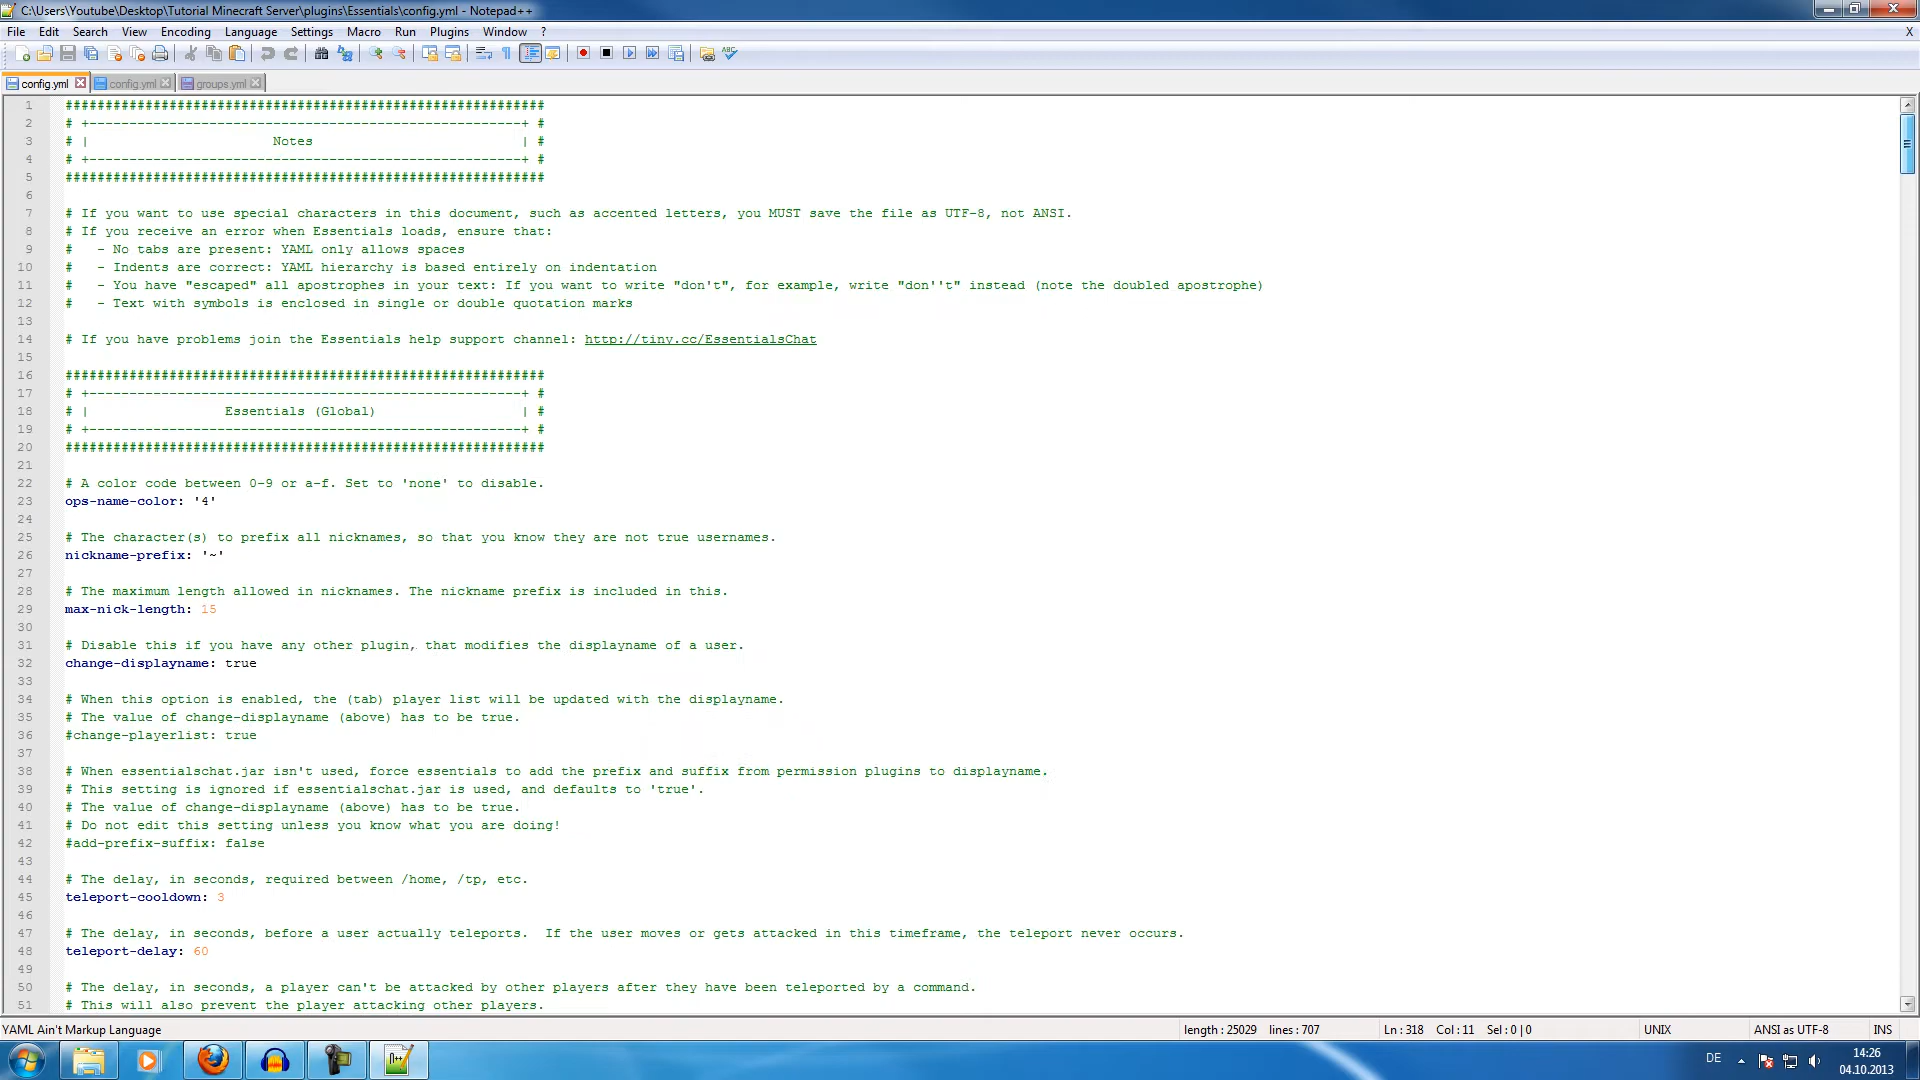 C:\Users\Youtube\Desktop\Tutorial Minecraft Server\plugins\Essentials\config.yml - Notepad++
File Edit Search View Encoding Language Settings Macro Run Plugins Window ? X
config.yml config.yml groups.yml
1 ############################################################
2 # +------------------------------------------------------+ #
3 # | Notes | #
4 # +------------------------------------------------------+ #
5 ############################################################
6
7 # If you want to use special characters in this document, such as accented letters, you MUST save the file as UTF-8, not ANSI.
8 # If you receive an error when Essentials loads, ensure that:
9 # - No tabs are present: YAML only allows spaces
10 # - Indents are correct: YAML hierarchy is based entirely on indentation
11 # - You have "escaped" all apostrophes in your text: If you want to write "don't", for example, write "don''t" instead (note the doubled apostrophe)
12 # - Text with symbols is enclosed in single or double quotation marks
13
14 # If you have problems join the Essentials help support channel: http://tiny.cc/EssentialsChat
15
16 ############################################################
17 # +------------------------------------------------------+ #
18 # | Essentials (Global) | #
19 # +------------------------------------------------------+ #
20 ############################################################
21
22 # A color code between 0-9 or a-f. Set to 'none' to disable.
23 ops-name-color: '4'
24
25 # The character(s) to prefix all nicknames, so that you know they are not true usernames.
26 nickname-prefix: '~'
27
28 # The maximum length allowed in nicknames. The nickname prefix is included in this.
29 max-nick-length: 15
30
31 # Disable this if you have any other plugin, that modifies the displayname of a user.
32 change-displayname: true
33
34 # When this option is enabled, the (tab) player list will be updated with the displayname.
35 # The value of change-displayname (above) has to be true.
36 #change-playerlist: true
37
38 # When essentialschat.jar isn't used, force essentials to add the prefix and suffix from permission plugins to displayname.
39 # This setting is ignored if essentialschat.jar is used, and defaults to 'true'.
40 # The value of change-displayname (above) has to be true.
41 # Do not edit this setting unless you know what you are doing!
42 #add-prefix-suffix: false
43
44 # The delay, in seconds, required between /home, /tp, etc.
45 teleport-cooldown: 3
46
47 # The delay, in seconds, before a user actually teleports. If the user moves or gets attacked in this timeframe, the teleport never occurs.
48 teleport-delay: 60
49
50 # The delay, in seconds, a player can't be attacked by other players after they have been teleported by a command.
51 # This will also prevent the player attacking other players.
YAML Ain't Markup Language length : 25029 lines : 707 Ln : 318 Col : 11 Sel : 0 | 0 UNIX ANSI as UTF-8 INS
DE 14:26
04.10.2013